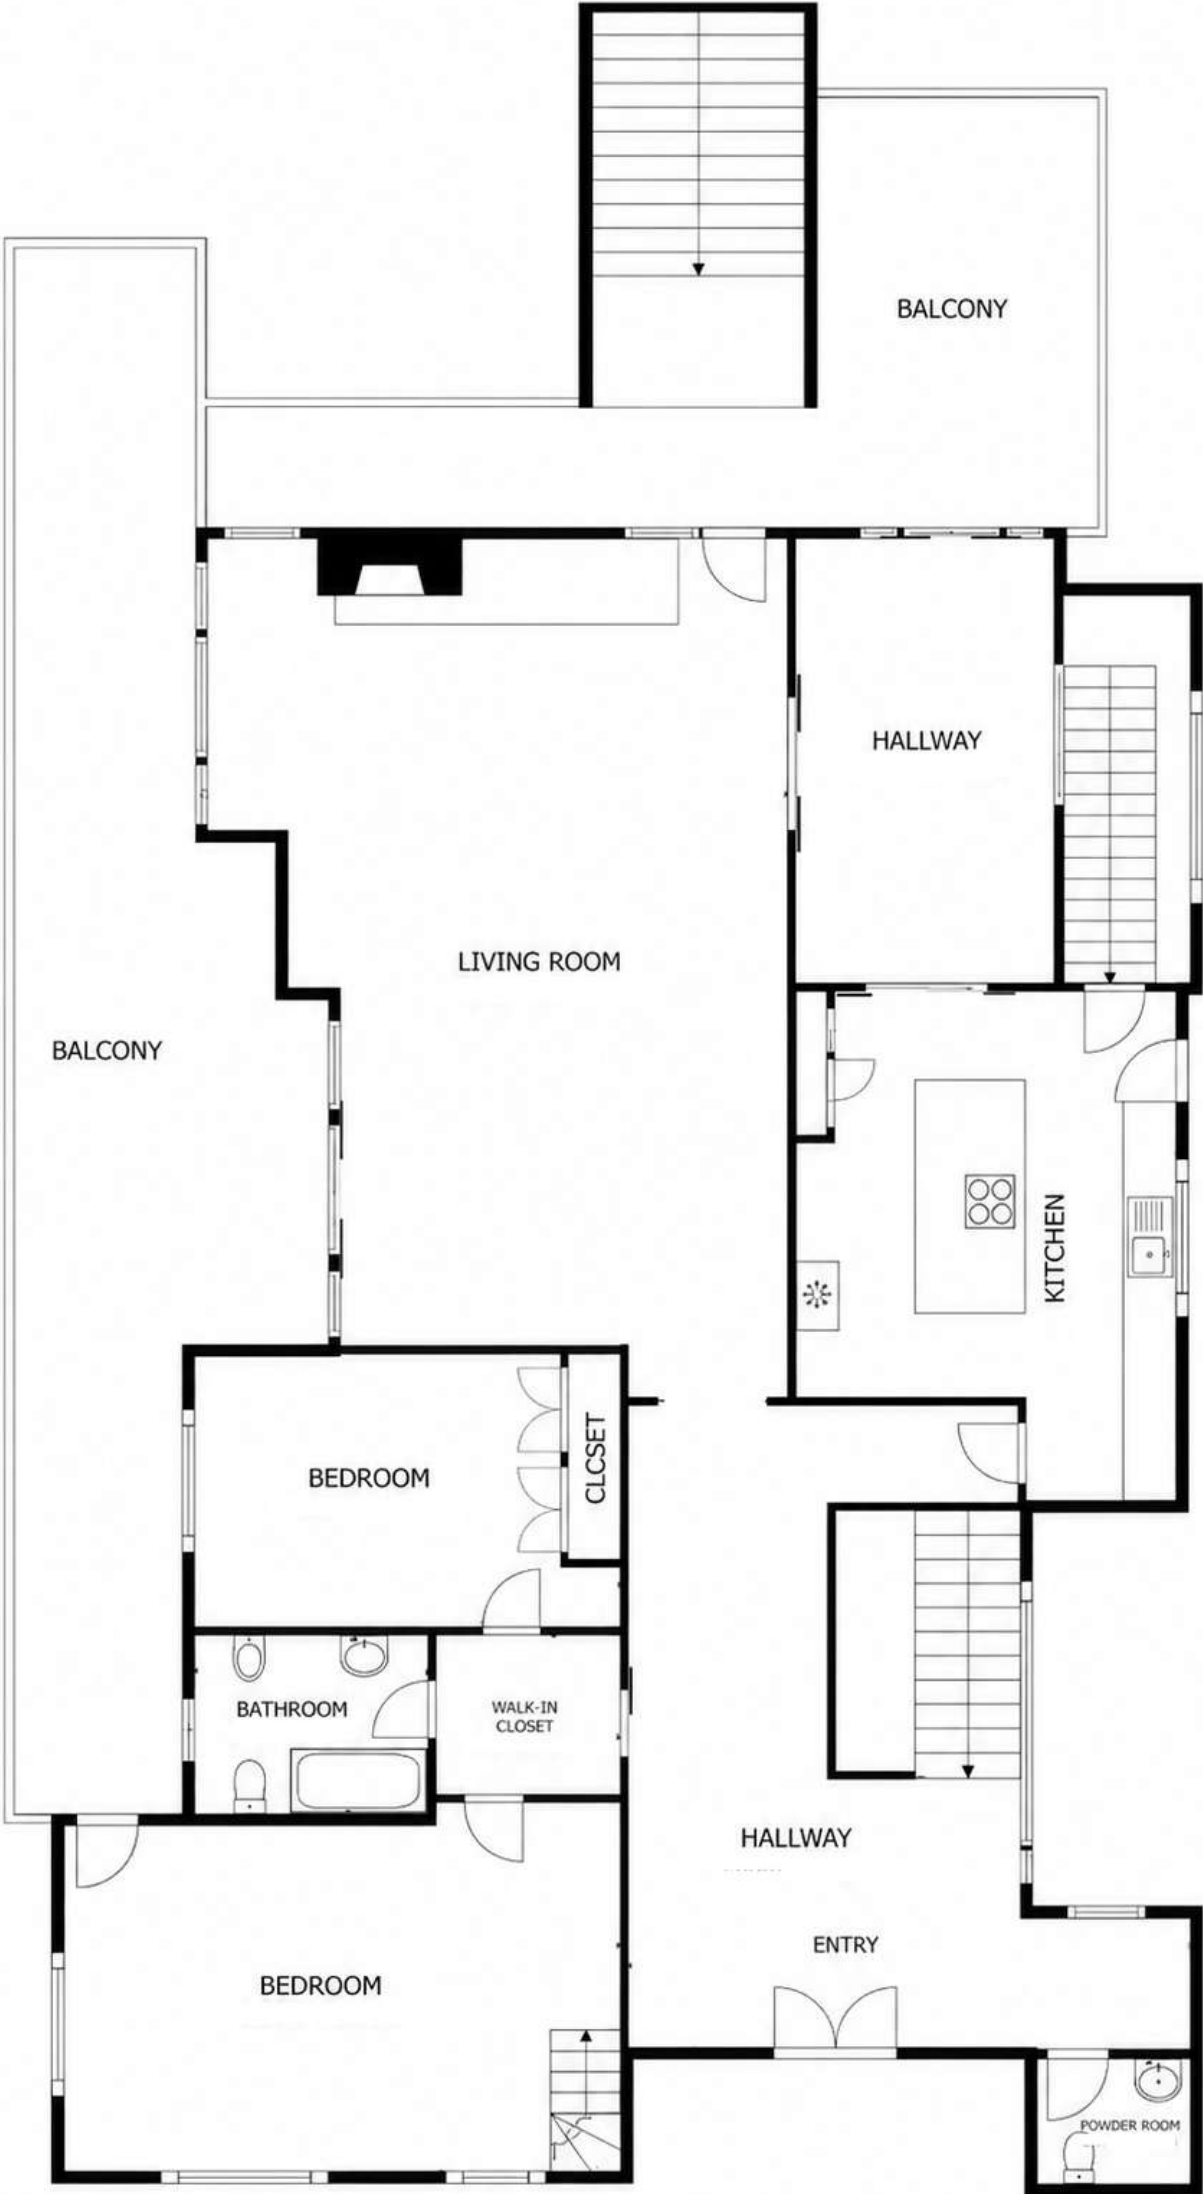 BALCONY
HALLWAY
LIVING ROOM
BALCONY
KITCHEN
CLCSET
BEDROOM
BATHROOM
WALK-IN
CLOSET
HALLWAY
ENTRY
BEDROOM
POWDER ROOM